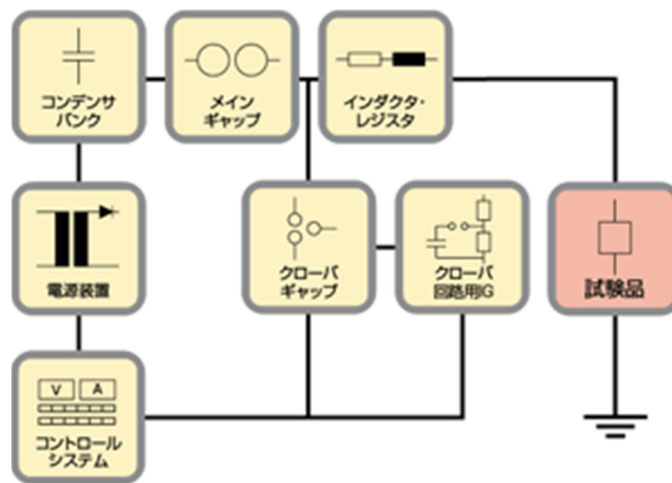 コンデンサ
バンク
メイン
ギャップ
インダクタ・
レジスタ
電源装置
クローバ
ギャップ
クローバ
回路用IG
試験品
V A
コントロール
システム